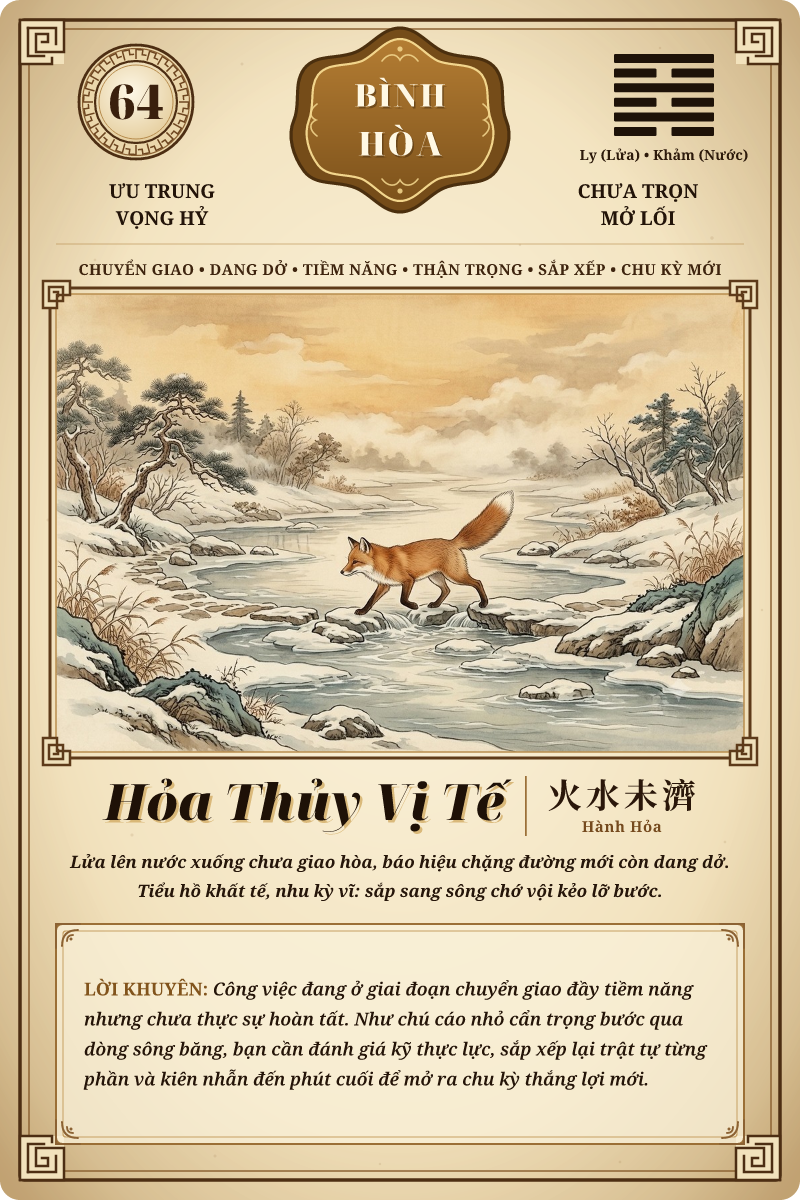 64
BÌNH
HÒA
Ly (Lửa) • Khảm (Nước)
ƯU TRUNG
VỌNG HỶ
CHƯA TRỌN
MỞ LỐI
CHUYỂN GIAO • DANG DỞ • TIỀM NĂNG • THẬN TRỌNG • SẮP XẾP • CHU KỲ MỚI
Hỏa Thủy Vị Tế
火水未濟
Hành Hỏa
Lửa lên nước xuống chưa giao hòa, báo hiệu chặng đường mới còn dang dở.
Tiểu hồ khất tế, nhu kỳ vĩ: sắp sang sông chớ vội kẻo lỡ bước.
LỜI KHUYÊN: Công việc đang ở giai đoạn chuyển giao đầy tiềm năng
nhưng chưa thực sự hoàn tất. Như chú cáo nhỏ cẩn trọng bước qua
dòng sông băng, bạn cần đánh giá kỹ thực lực, sắp xếp lại trật tự từng
phần và kiên nhẫn đến phút cuối để mở ra chu kỳ thắng lợi mới.